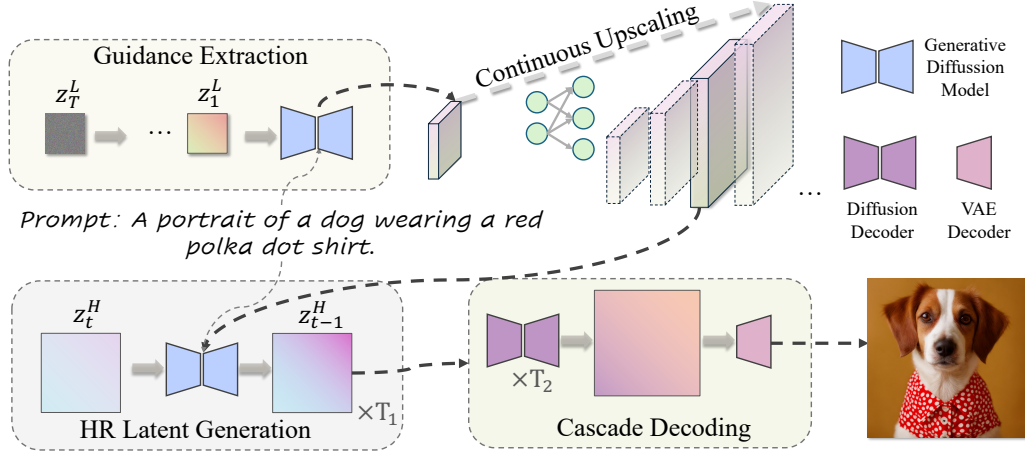 Guidance Extraction
z_T^L
...
z_1^L
Continuous Upscaling
...
Generative
Diffussion
Model
Diffusion
Decoder
VAE
Decoder
Prompt: A portrait of a dog wearing a red
polka dot shirt.
z_t^H
z_{t-1}^H
×T_1
HR Latent Generation
×T_2
Cascade Decoding